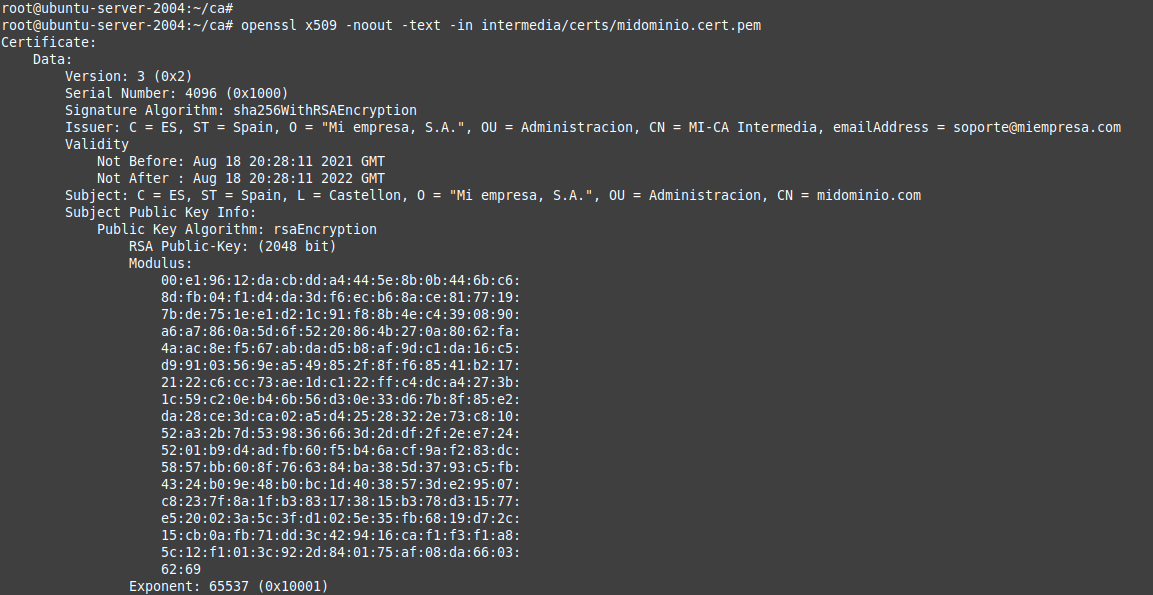 root@ubuntu-server-2004:~/ca#
root@ubuntu-server-2004:~/ca# openssl x509 -noout -text -in intermedia/certs/midominio.cert.pem
Certificate:
    Data:
        Version: 3 (0x2)
        Serial Number: 4096 (0x1000)
        Signature Algorithm: sha256WithRSAEncryption
        Issuer: C = ES, ST = Spain, O = "Mi empresa, S.A.", OU = Administracion, CN = MI-CA Intermedia, emailAddress = soporte@miempresa.com
        Validity
            Not Before: Aug 18 20:28:11 2021 GMT
            Not After : Aug 18 20:28:11 2022 GMT
        Subject: C = ES, ST = Spain, L = Castellon, O = "Mi empresa, S.A.", OU = Administracion, CN = midominio.com
        Subject Public Key Info:
            Public Key Algorithm: rsaEncryption
                RSA Public-Key: (2048 bit)
                Modulus:
                    00:e1:96:12:da:cb:dd:a4:44:5e:8b:0b:44:6b:c6:
                    8d:fb:04:f1:d4:da:3d:f6:ec:b6:8a:ce:81:77:19:
                    7b:de:75:1e:e1:d2:1c:91:f8:8b:4e:c4:39:08:90:
                    a6:a7:86:0a:5d:6f:52:20:86:4b:27:0a:80:62:fa:
                    4a:ac:8e:f5:67:ab:da:d5:b8:af:9d:c1:da:16:c5:
                    d9:91:03:56:9e:a5:49:85:2f:8f:f6:85:41:b2:17:
                    21:22:c6:cc:73:ae:1d:c1:22:ff:c4:dc:a4:27:3b:
                    1c:59:c2:0e:b4:6b:56:d3:0e:33:d6:7b:8f:85:e2:
                    da:28:ce:3d:ca:02:a5:d4:25:28:32:2e:73:c8:10:
                    52:a3:2b:7d:53:98:36:66:3d:2d:df:2f:2e:e7:24:
                    52:01:b9:d4:ad:fb:60:f5:b4:6a:cf:9a:f2:83:dc:
                    58:57:bb:60:8f:76:63:84:ba:38:5d:37:93:c5:fb:
                    43:24:b0:9e:48:b0:bc:1d:40:38:57:3d:e2:95:07:
                    c8:23:7f:8a:1f:b3:83:17:38:15:b3:78:d3:15:77:
                    e5:20:02:3a:5c:3f:d1:02:5e:35:fb:68:19:d7:2c:
                    15:cb:0a:fb:71:dd:3c:42:94:16:ca:f1:f3:f1:a8:
                    5c:12:f1:01:3c:92:2d:84:01:75:af:08:da:66:03:
                    62:69
                Exponent: 65537 (0x10001)